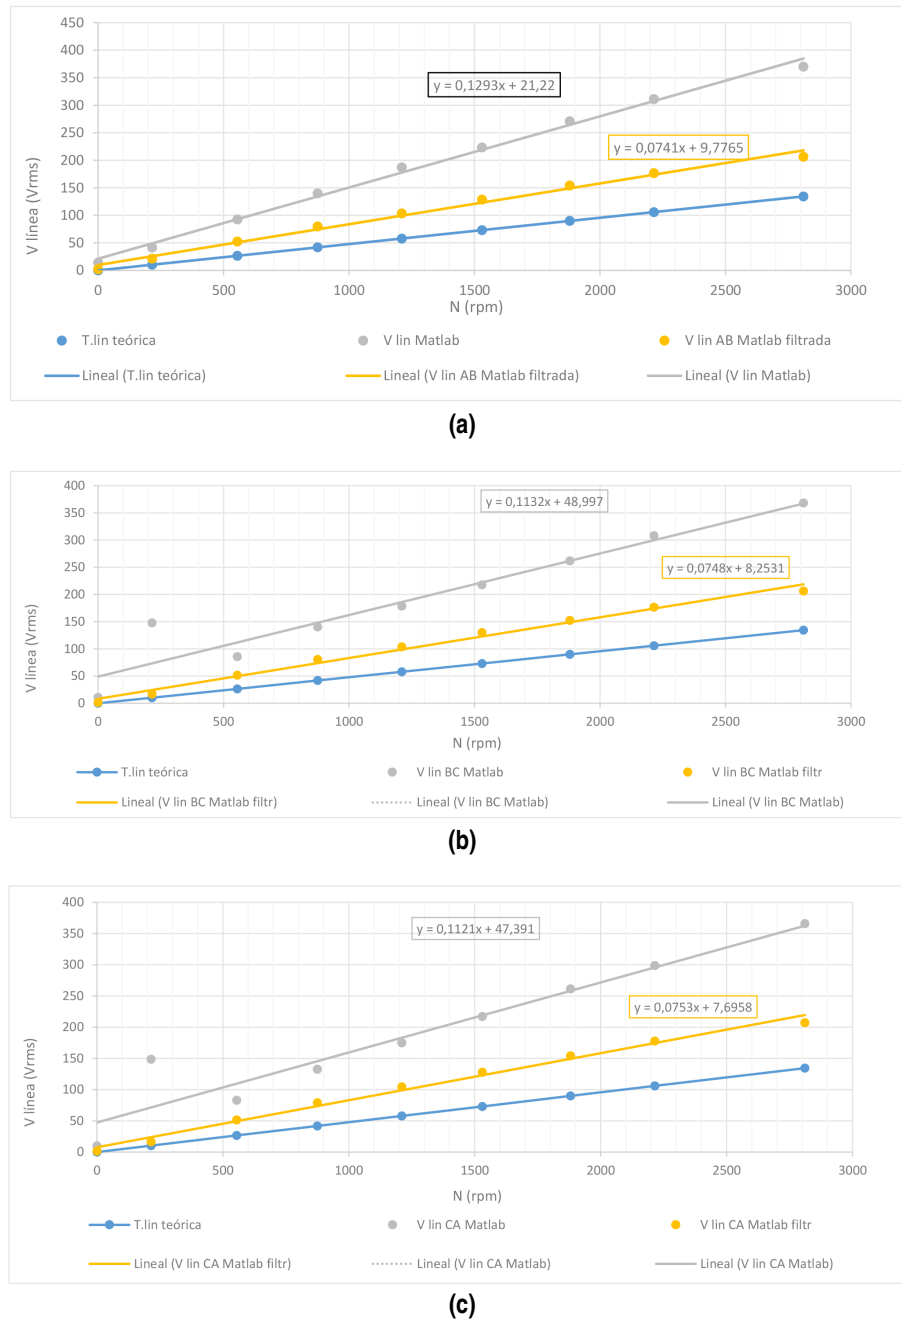 450
400
350
300
250
200
150
100
50
0
V línea (Vrms)
y = 0,1293x + 21,22
y = 0,0741x + 9,7765
0 500 1000 1500 2000 2500 3000
N (rpm)
T.lin teórica V lin Matlab V lin AB Matlab filtrada
Lineal (T.lin teórica) Lineal (V lin AB Matlab filtrada) Lineal (V lin Matlab)
(a)
400
350
300
250
200
150
100
50
0
V línea (Vrms)
y = 0,1132x + 48,997
y = 0,0748x + 8,2531
0 500 1000 1500 2000 2500 3000
N (rpm)
T.lin teórica V lin BC Matlab V lin BC Matlab filtr
Lineal (V lin BC Matlab filtr) Lineal (V lin BC Matlab) Lineal (V lin BC Matlab)
(b)
400
350
300
250
200
150
100
50
0
V línea (Vrms)
y = 0,1121x + 47,391
y = 0,0753x + 7,6958
0 500 1000 1500 2000 2500 3000
N (rpm)
T.lin teórica V lin CA Matlab V lin CA Matlab filtr
Lineal (V lin CA Matlab filtr) Lineal (V lin CA Matlab) Lineal (V lin CA Matlab)
(c)